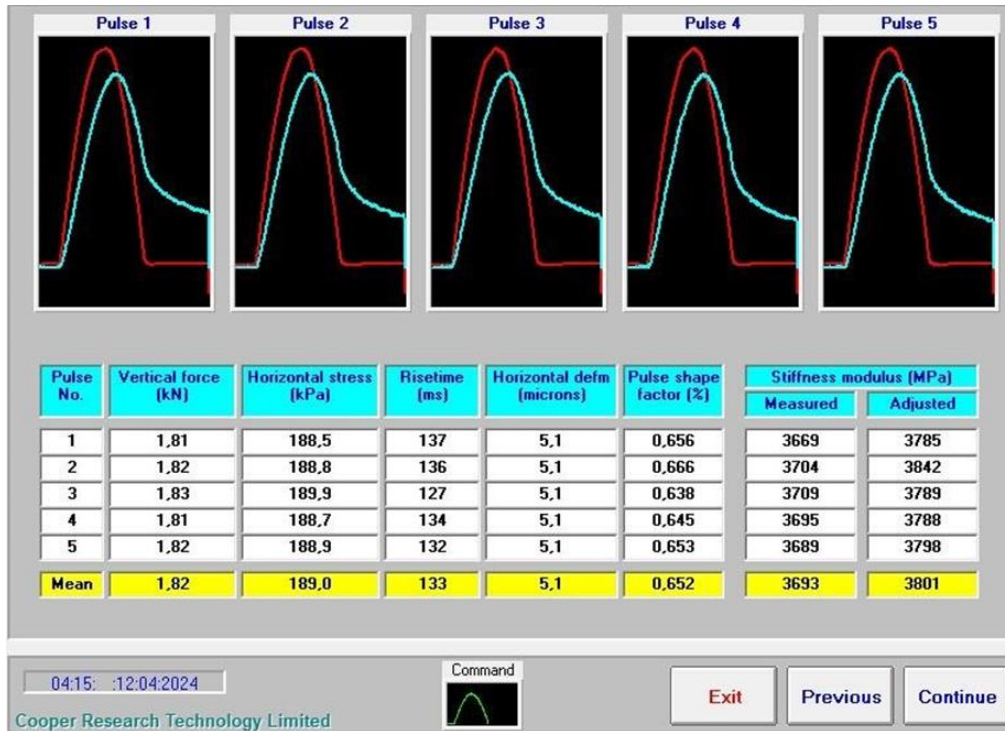 Pulse 1 Pulse 2 Pulse 3 Pulse 4 Pulse 5
Pulse No. Vertical force (kN) Horizontal stress (kPa) Risetime (ms) Horizontal defm (microns) Pulse shape factor (%) Stiffness modulus (MPa)
Measured Adjusted
1 1,81 188,5 137 5,1 0,656 3669 3785
2 1,82 188,8 136 5,1 0,666 3704 3842
3 1,83 189,9 127 5,1 0,638 3709 3789
4 1,81 188,7 134 5,1 0,645 3695 3788
5 1,82 188,9 132 5,1 0,653 3689 3798
Mean 1,82 189,0 133 5,1 0,652 3693 3801
04:15: :12:04:2024
Command
Exit Previous Continue
Cooper Research Technology Limited